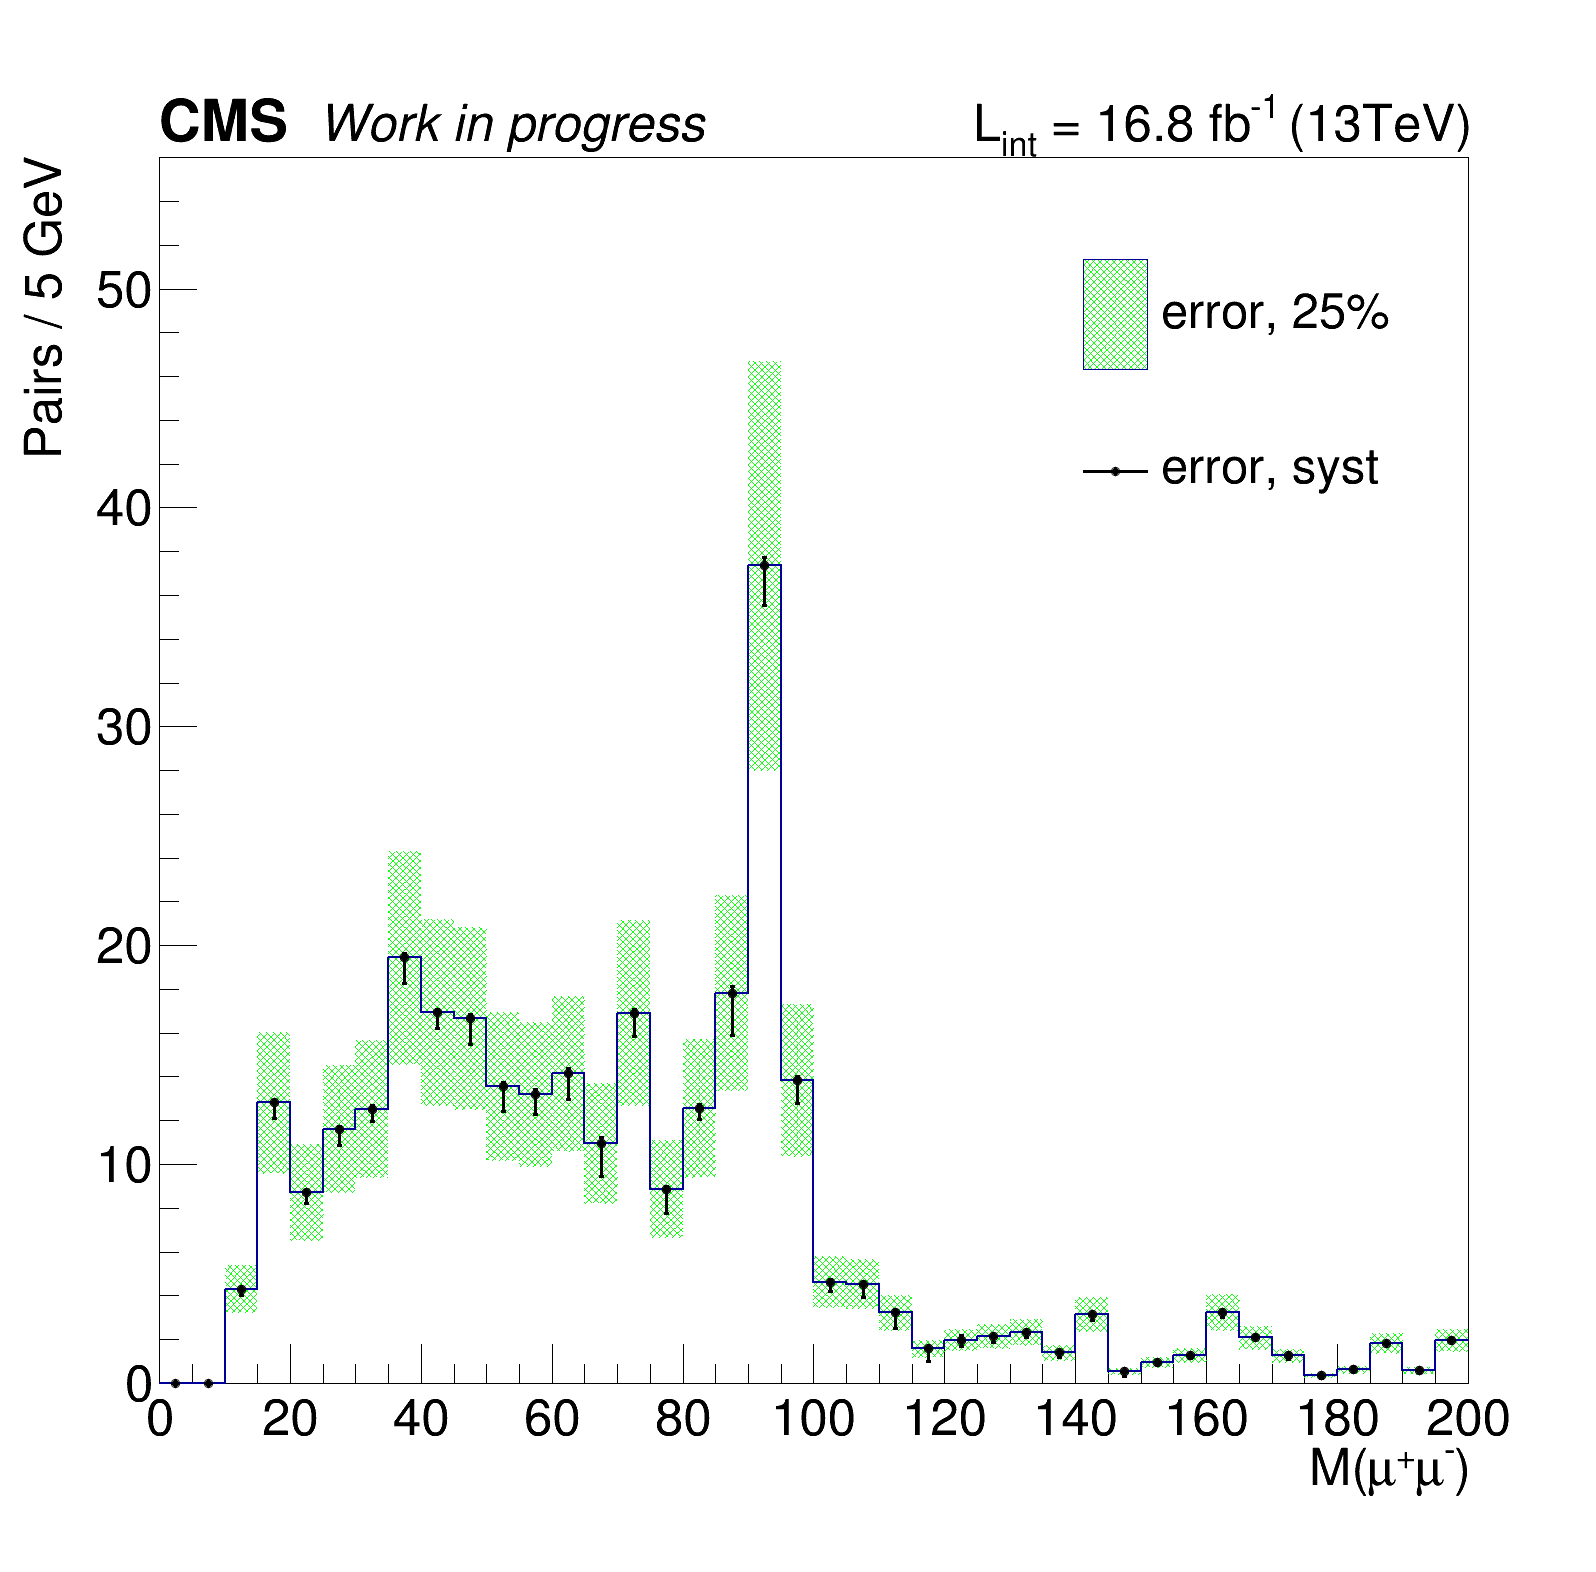 CMS Work in progress L_int = 16.8 fb^-1 (13TeV)
Pairs / 5 GeV
50
40
30
20
10
0
error, 25%
error, syst
0 20 40 60 80 100 120 140 160 180 200
M(μ⁺μ⁻)